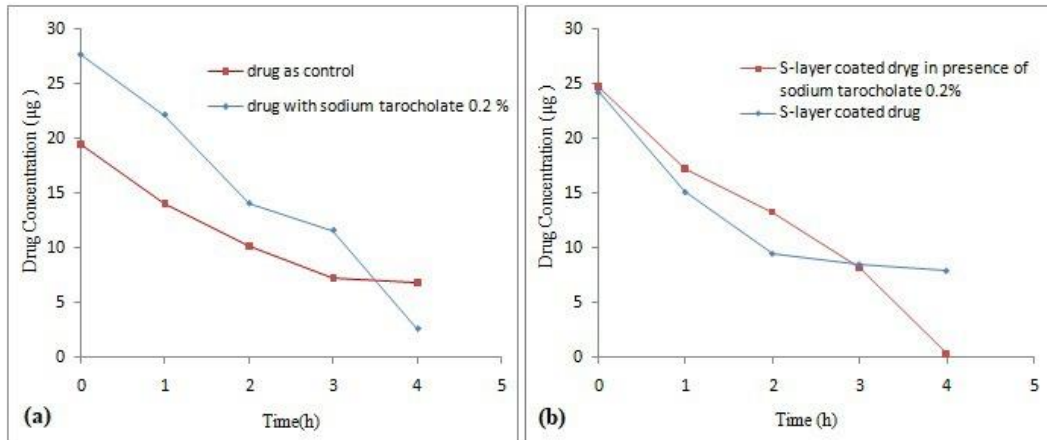 30
25
20
15
10
5
0
Drug Concentration (µg )
drug as control
drug with sodium tarocholate 0.2 %
0 1 2 3 4 5
(a)
Time(h)
30
25
20
15
10
5
0
Drug Concentration ( µg )
S-layer coated dryg in presence of
sodium tarocholate 0.2%
S-layer coated drug
0 1 2 3 4 5
(b)
Time (h)